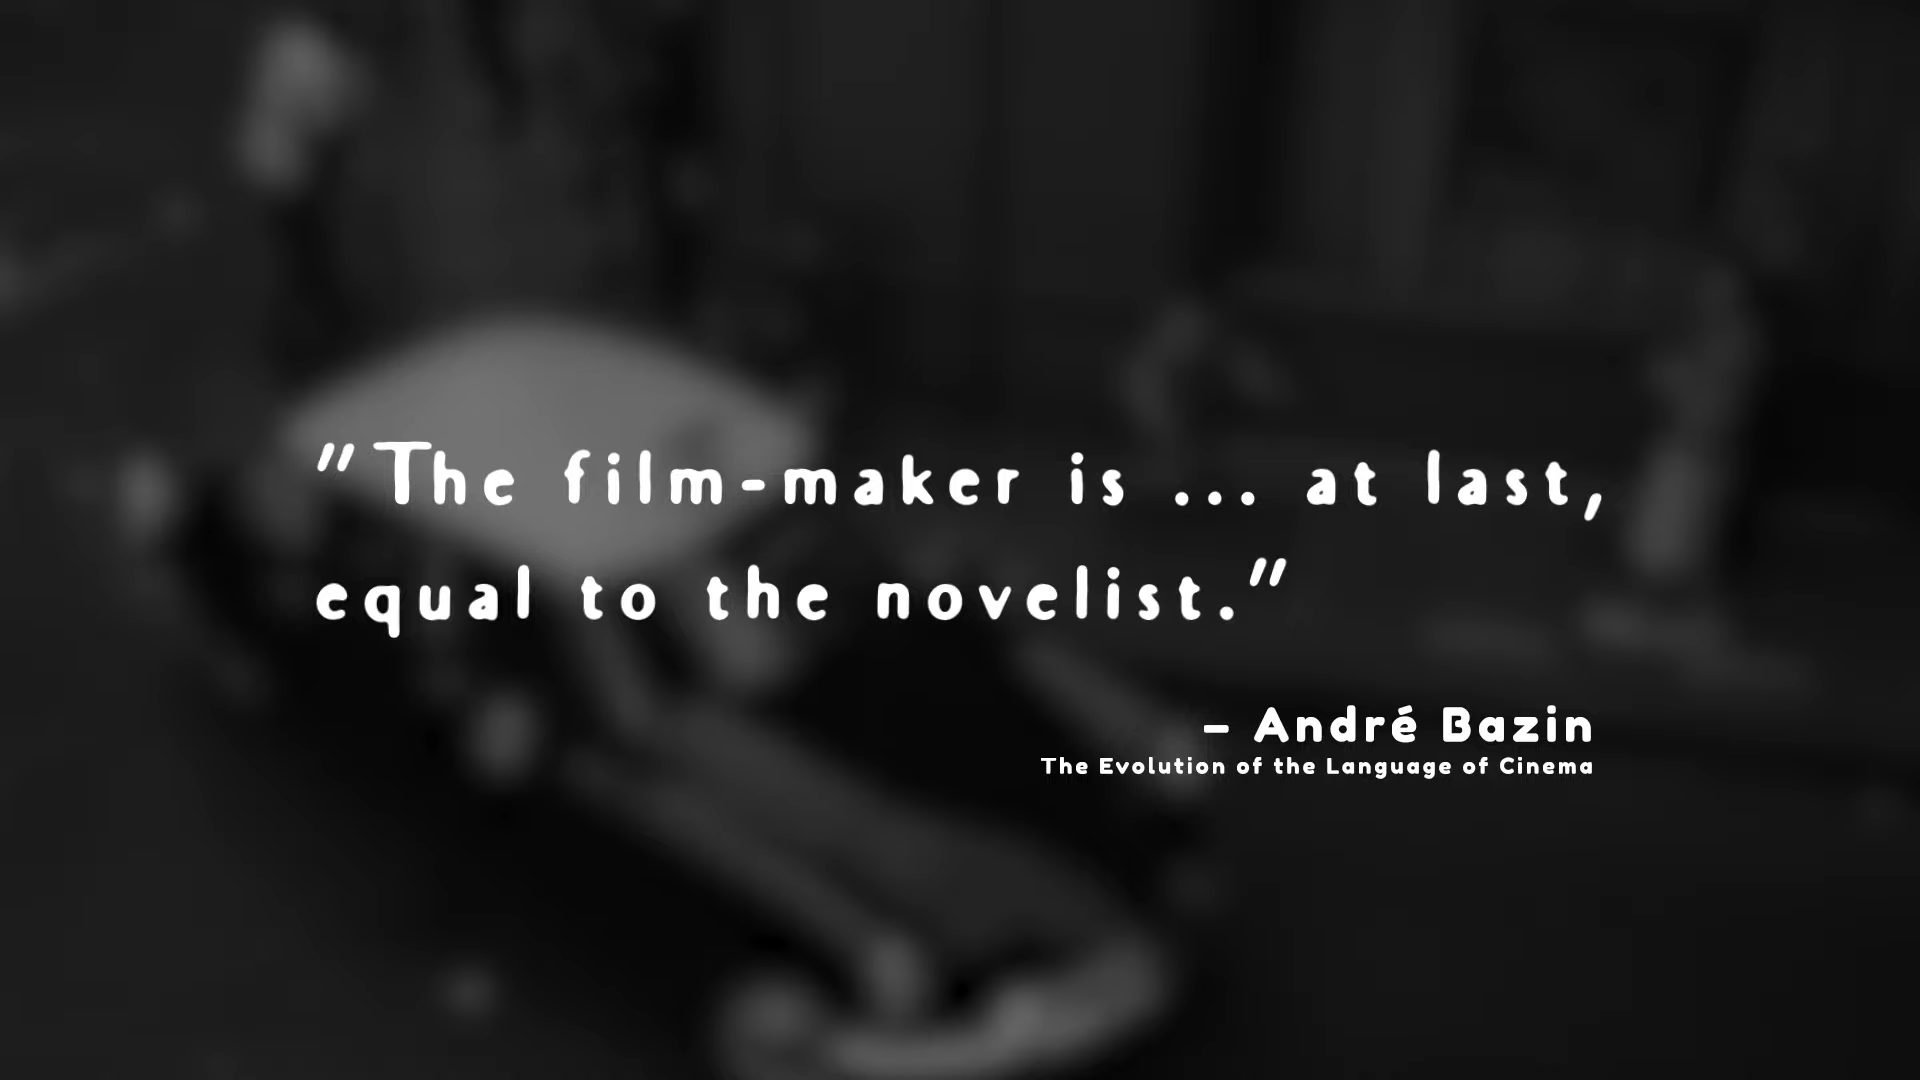 "The film-maker is ... at last,
equal to the novelist."
– André Bazin
The Evolution of the Language of Cinema